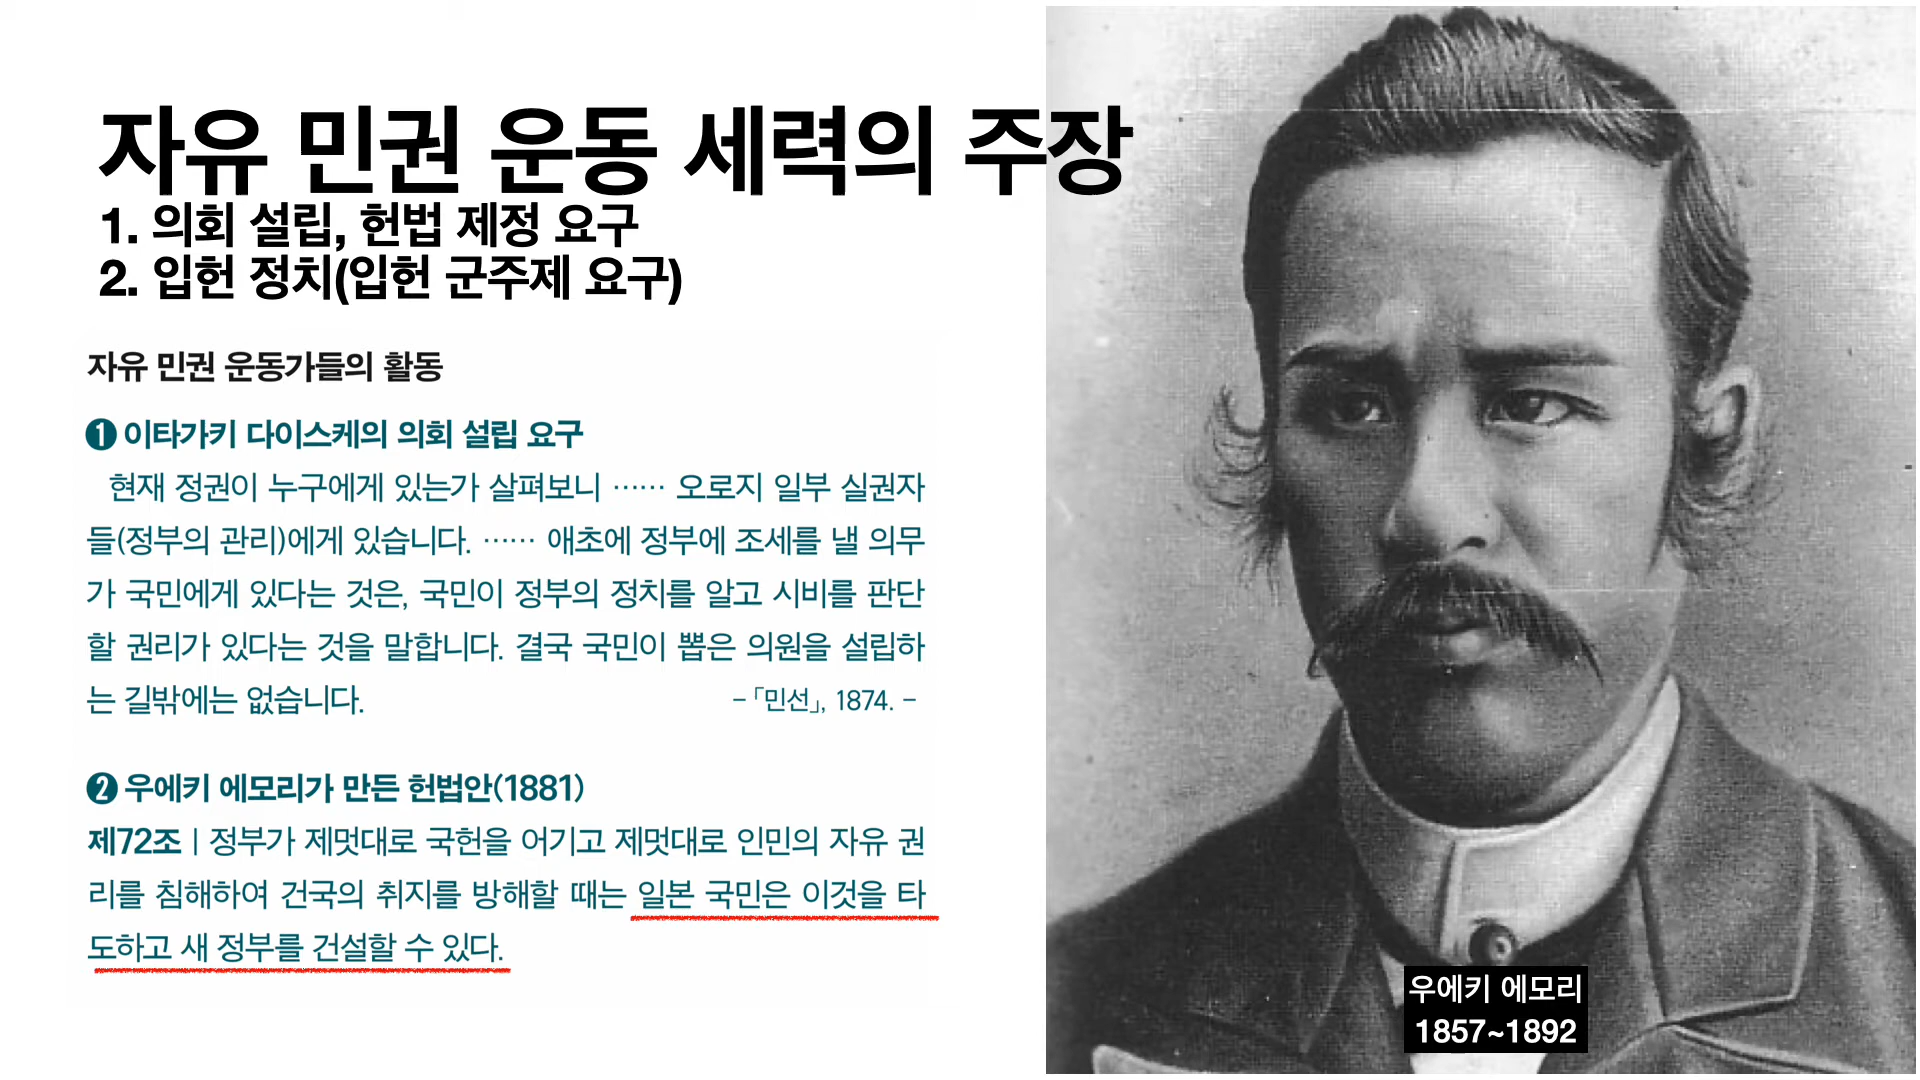 자유 민권 운동 세력의 주장
1. 의회 설립, 헌법 제정 요구
2. 입헌 정치(입헌 군주제 요구)
자유 민권 운동가들의 활동
❶ 이타가키 다이스케의 의회 설립 요구
현재 정권이 누구에게 있는가 살펴보니 …… 오로지 일부 실권자
들(정부의 관리)에게 있습니다. …… 애초에 정부에 조세를 낼 의무
가 국민에게 있다는 것은, 국민이 정부의 정치를 알고 시비를 판단
할 권리가 있다는 것을 말합니다. 결국 국민이 뽑은 의원을 설립하
는 길밖에는 없습니다. – 「민선」, 1874. –
❷ 우에키 에모리가 만든 헌법안(1881)
제72조 | 정부가 제멋대로 국헌을 어기고 제멋대로 인민의 자유 권
리를 침해하여 건국의 취지를 방해할 때는 일본 국민은 이것을 타
도하고 새 정부를 건설할 수 있다.
우에키 에모리
1857~1892